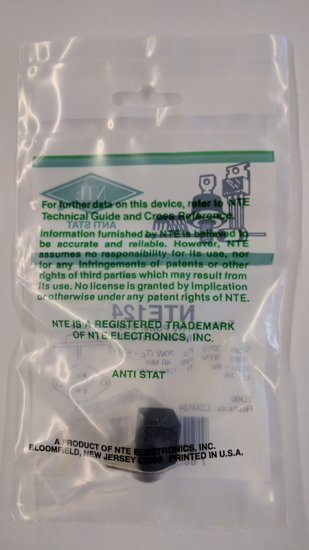 NTE
ANTI STAT
For further data on this device, refer to NTE
Technical Guide and Cross Reference.
Information furnished by NTE is believed to
be accurate and reliable. However, NTE
assumes no responsibility for its use, nor
for any Infringements of patents or other
rights of third parties which may result from
its use. No license is granted by implication
or otherwise under any patent rights of NTE.
NTE124
NTE IS A REGISTERED TRADEMARK
OF NTE ELECTRONICS, INC.
ANTI STAT
Replaces: ECG124
A PRODUCT OF NTE ELECTRONICS, INC.
BLOOMFIELD, NEW JERSEY 07003 PRINTED IN U.S.A.